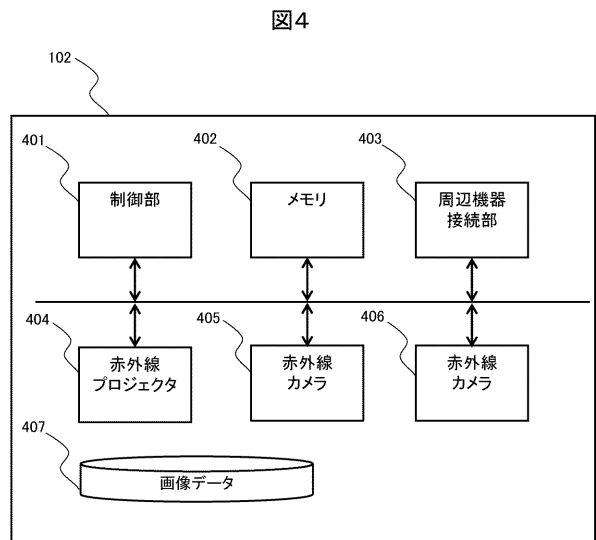 図4
102
401
制御部
402
メモリ
403
周辺機器
接続部
404
赤外線
プロジェクタ
405
赤外線
カメラ
406
赤外線
カメラ
407
画像データ